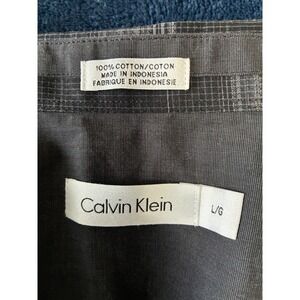 100% COTTON/COTON
MADE IN INDONESIA
FABRIQUE EN INDONESIE
Calvin Klein
L/G